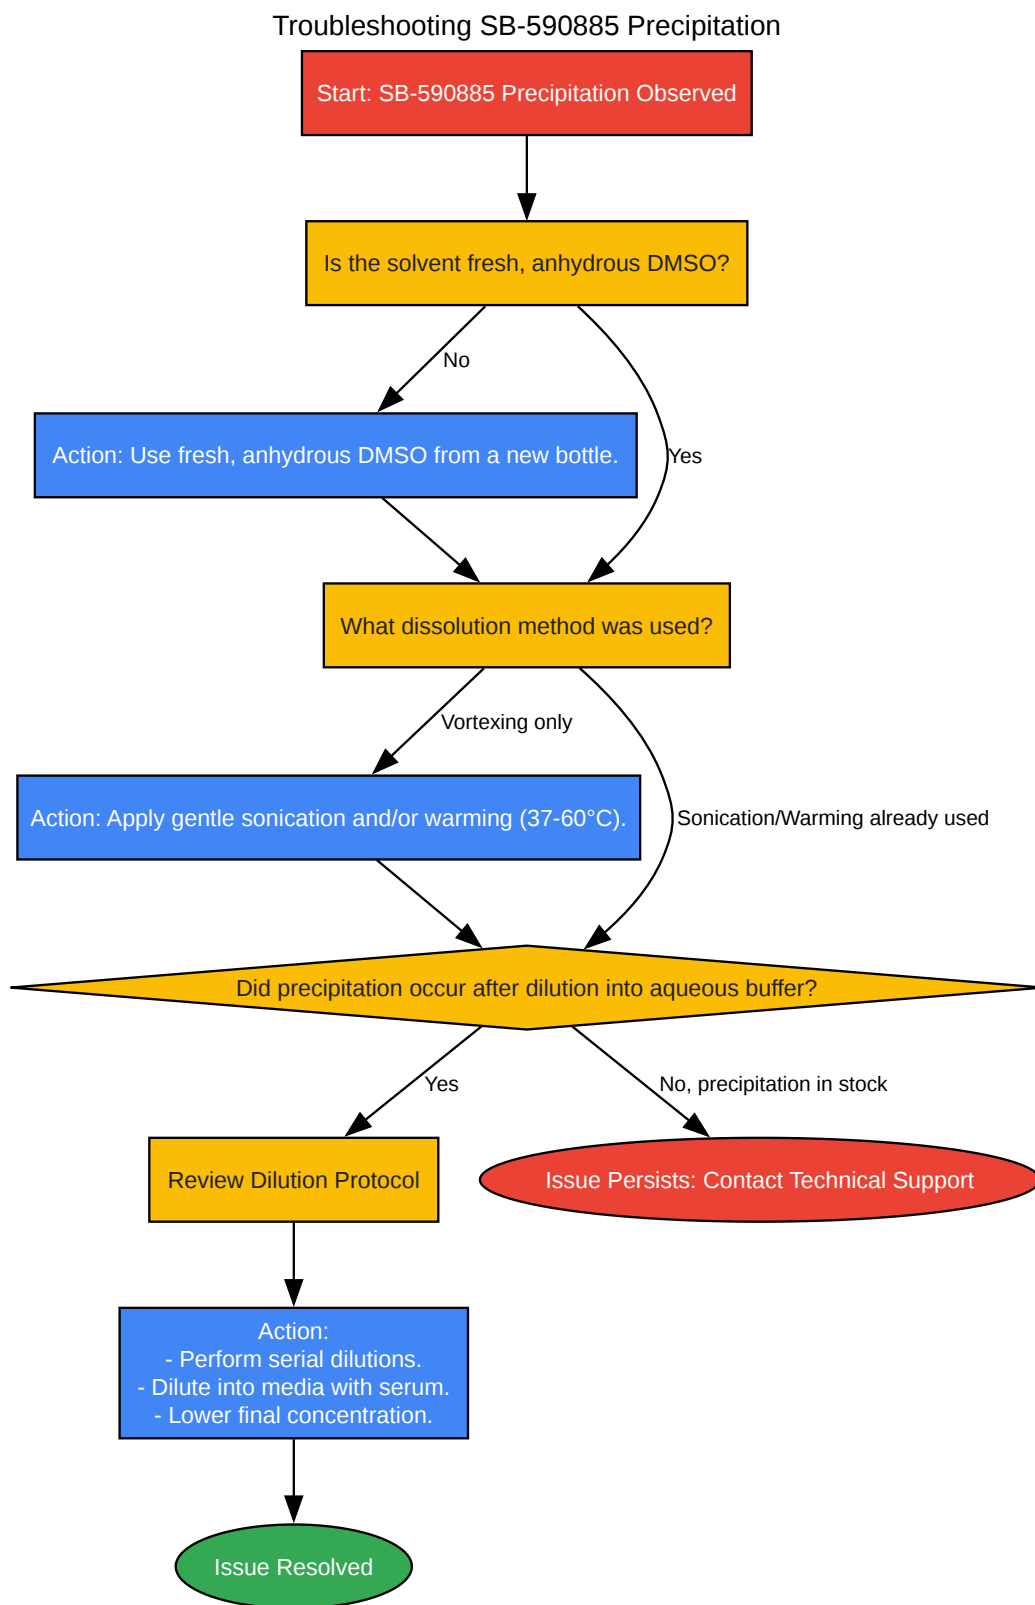 Troubleshooting SB-590885 Precipitation
Start: SB-590885 Precipitation Observed
Is the solvent fresh, anhydrous DMSO?
No
Action: Use fresh, anhydrous DMSO from a new bottle.
Yes
What dissolution method was used?
Vortexing only
Action: Apply gentle sonication and/or warming (37-60°C).
Sonication/Warming already used
Did precipitation occur after dilution into aqueous buffer?
Yes
No, precipitation in stock
Review Dilution Protocol
Issue Persists: Contact Technical Support
Action:
- Perform serial dilutions.
- Dilute into media with serum.
- Lower final concentration.
Issue Resolved